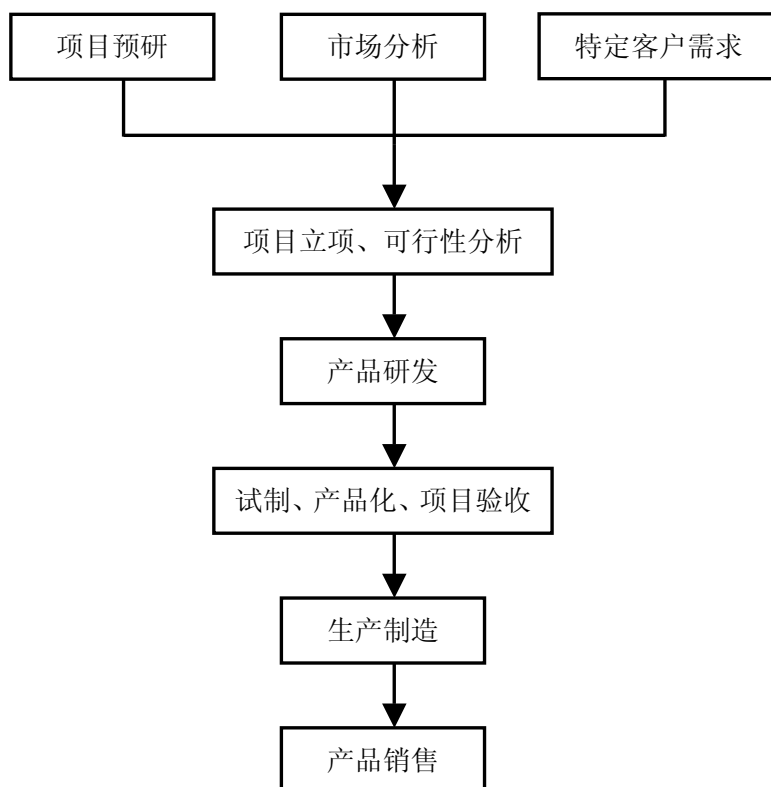 项目预研
市场分析
特定客户需求
项目立项、可行性分析
产品研发
试制、产品化、项目验收
生产制造
产品销售